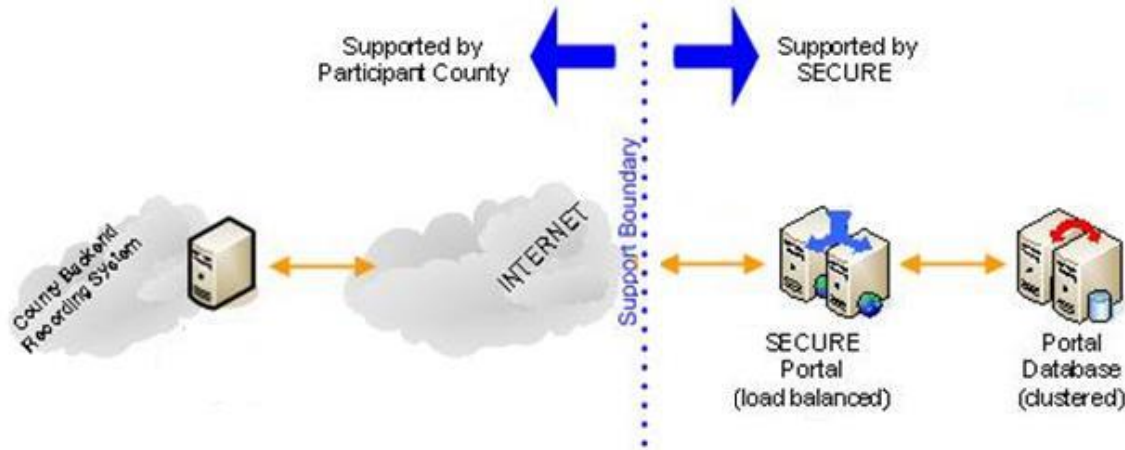 Supported by
Participant County
Supported by
SECURE
Support Boundary
County Backend
Recording System
INTERNET
SECURE
Portal
(load balanced)
Portal
Database
(clustered)